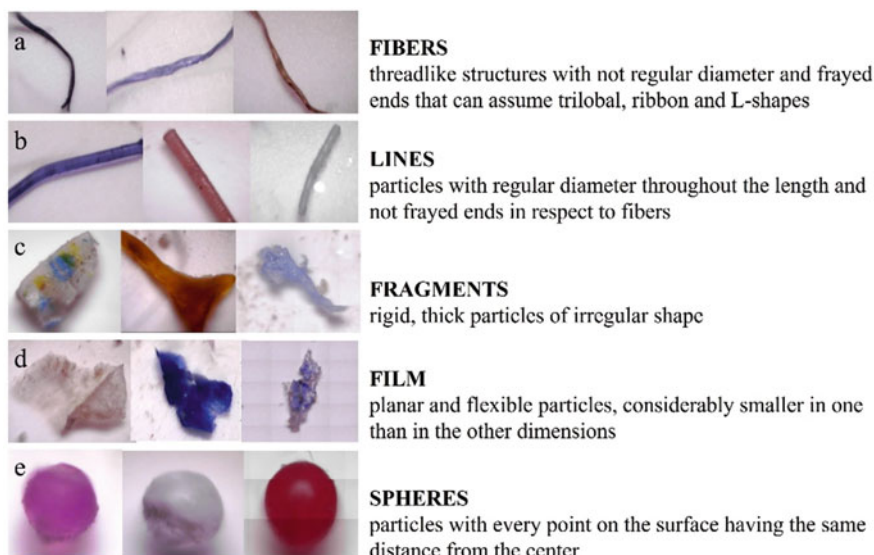 a
FIBERS
threadlike structures with not regular diameter and frayed
ends that can assume trilobal, ribbon and L-shapes
b
LINES
particles with regular diameter throughout the length and
not frayed ends in respect to fibers
c
FRAGMENTS
rigid, thick particles of irregular shape
d
FILM
planar and flexible particles, considerably smaller in one
than in the other dimensions
e
SPHERES
particles with every point on the surface having the same
distance from the center